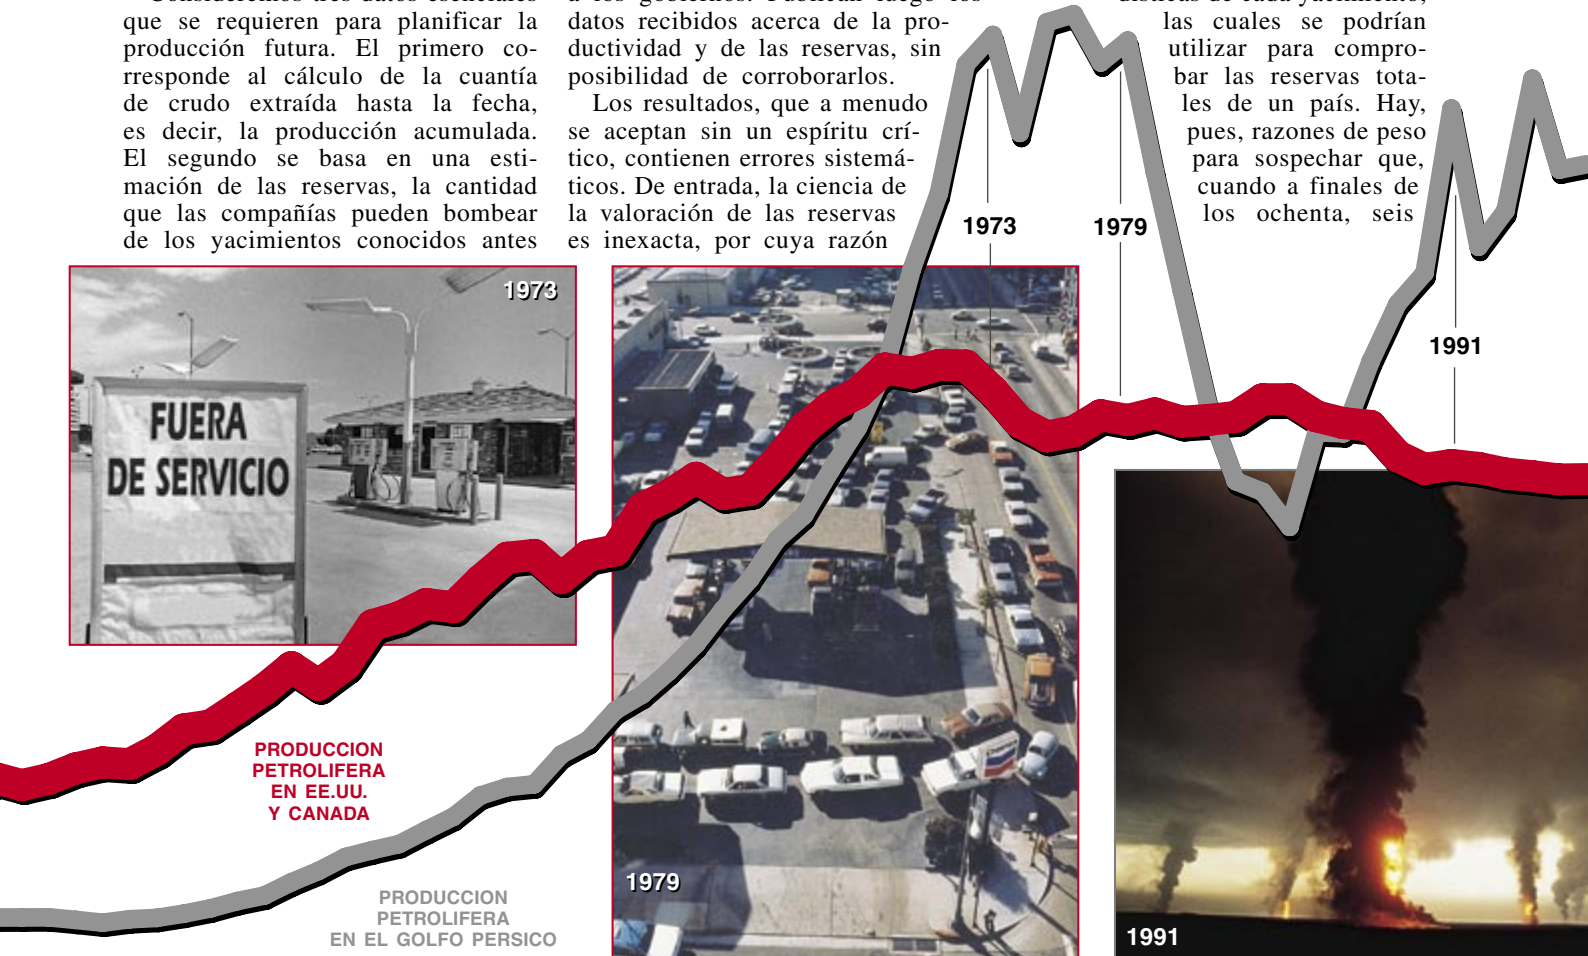 que se requieren para planificar la
producción futura. El primero co-
rresponde al cálculo de la cuantía
de crudo extraída hasta la fecha,
es decir, la producción acumulada.
El segundo se basa en una esti-
mación de las reservas, la cantidad
que las compañías pueden bombear
de los yacimientos conocidos antes
datos recibidos acerca de la pro-
ductividad y de las reservas, sin
posibilidad de corroborarlos.
Los resultados, que a menudo
se aceptan sin un espíritu crí-
tico, contienen errores sistemá-
ticos. De entrada, la ciencia de
la valoración de las reservas
es inexacta, por cuya razón
las cuales se podrían
utilizar para compro-
bar las reservas tota-
les de un país. Hay,
pues, razones de peso
para sospechar que,
cuando a finales de
los ochenta, seis
1973
1979
1991
1973
FUERA
DE SERVICIO
PRODUCCION
PETROLIFERA
EN EE.UU.
Y CANADA
PRODUCCION
PETROLIFERA
EN EL GOLFO PERSICO
1979
1991